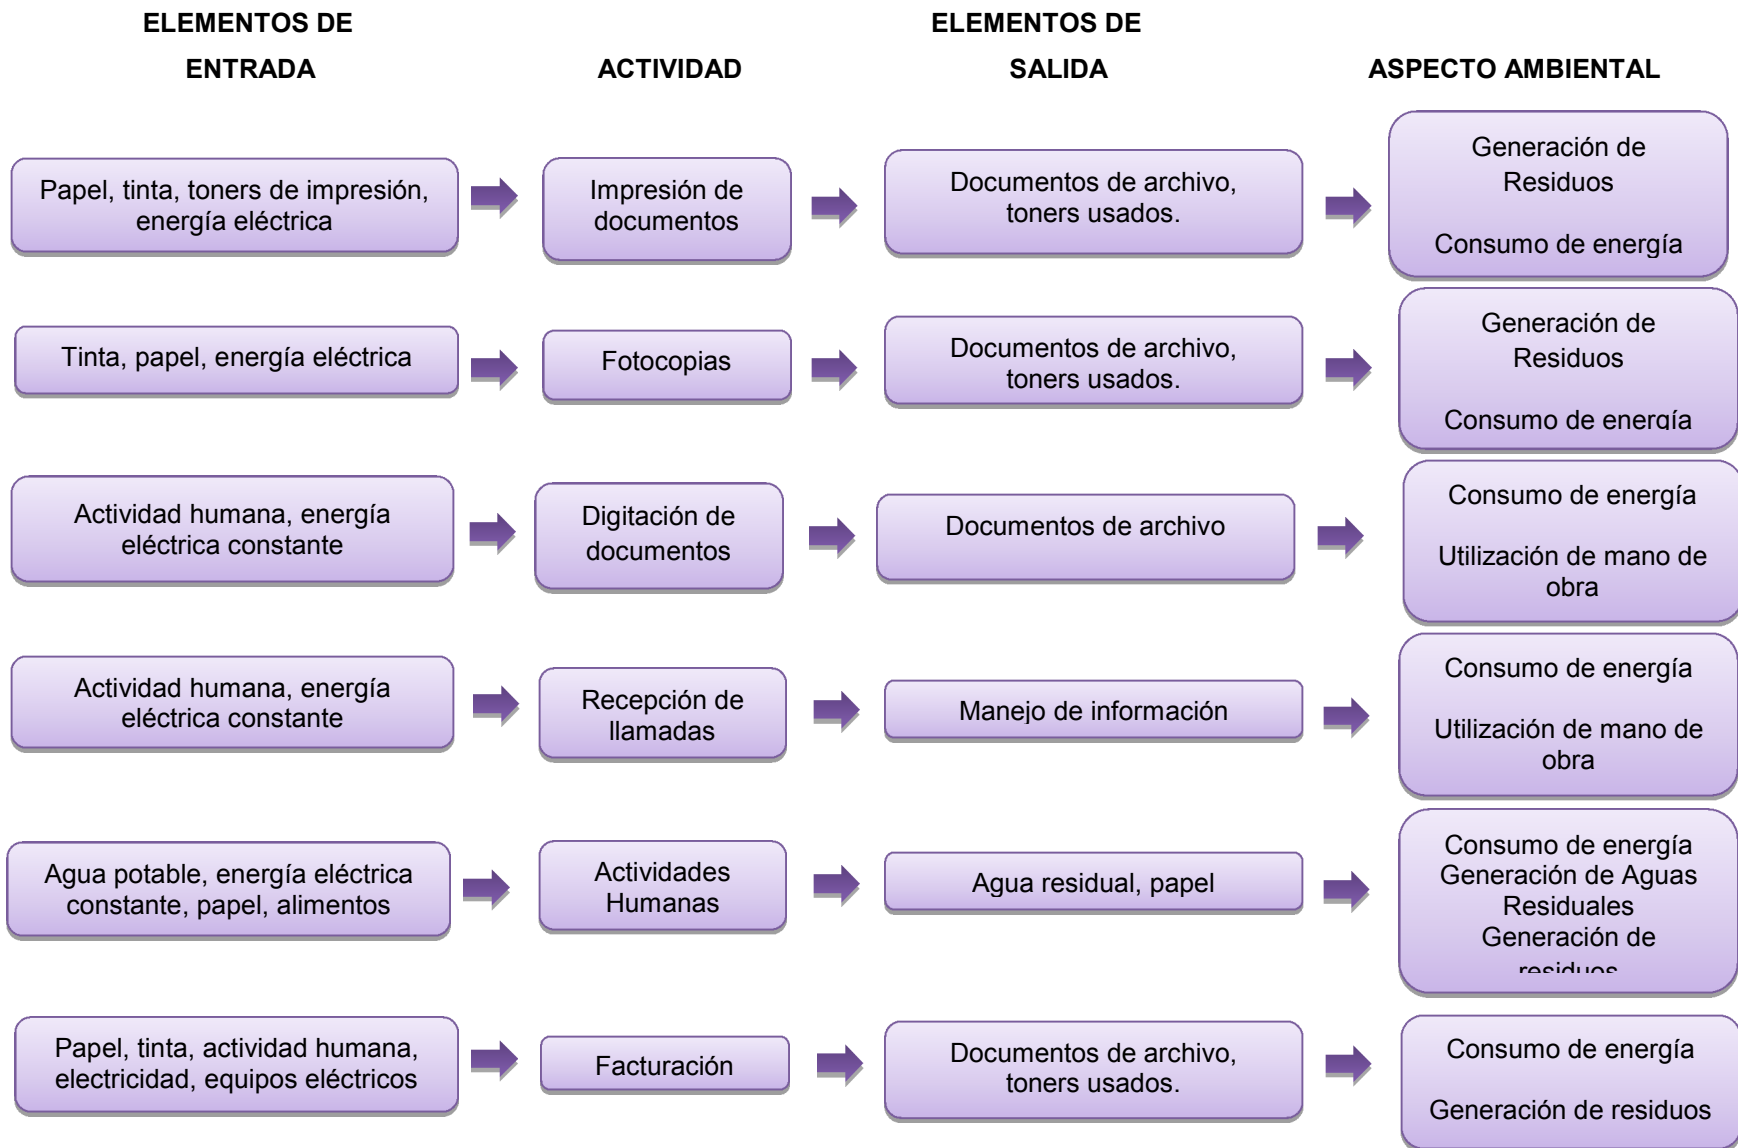 ELEMENTOS DE
ENTRADA
ACTIVIDAD
ELEMENTOS DE
SALIDA
ASPECTO AMBIENTAL
Papel, tinta, toners de impresión,
energía eléctrica
Impresión de
documentos
Documentos de archivo,
toners usados.
Generación de
Residuos
Consumo de energía
Tinta, papel, energía eléctrica
Fotocopias
Documentos de archivo,
toners usados.
Generación de
Residuos
Consumo de energía
Actividad humana, energía
eléctrica constante
Digitación de
documentos
Documentos de archivo
Consumo de energía
Utilización de mano de
obra
Actividad humana, energía
eléctrica constante
Recepción de
llamadas
Manejo de información
Consumo de energía
Utilización de mano de
obra
Agua potable, energía eléctrica
constante, papel, alimentos
Actividades
Humanas
Agua residual, papel
Consumo de energía
Generación de Aguas
Residuales
Generación de
residuos
Papel, tinta, actividad humana,
electricidad, equipos eléctricos
Facturación
Documentos de archivo,
toners usados.
Consumo de energía
Generación de residuos